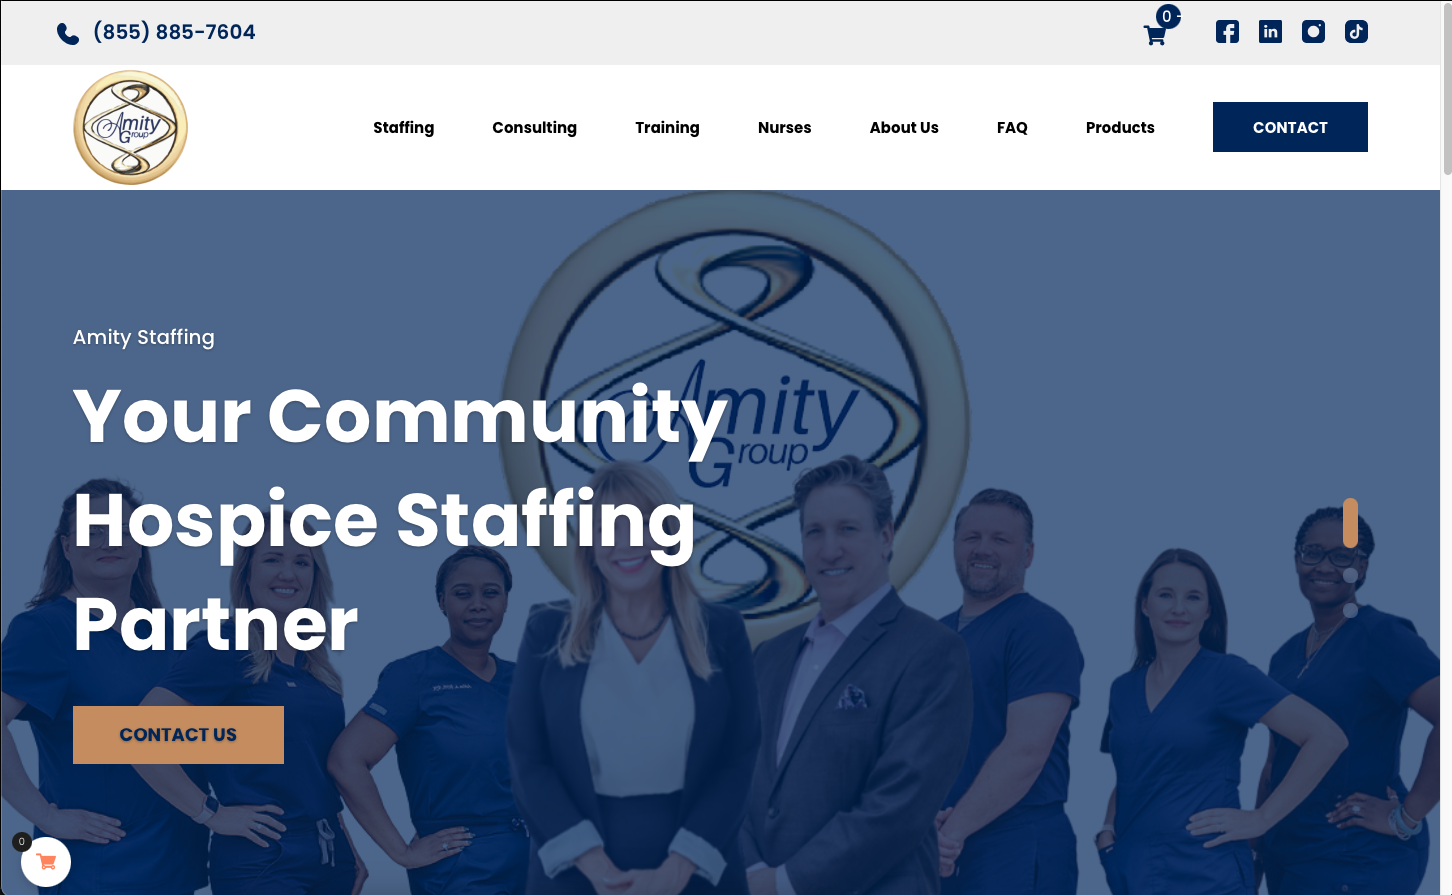 (855) 885-7604
0 -
Amity
Group
Staffing
Consulting
Training
Nurses
About Us
FAQ
Products
CONTACT
Amity
Group
Amity Staffing
Your Community
Hospice Staffing
Partner
CONTACT US
0